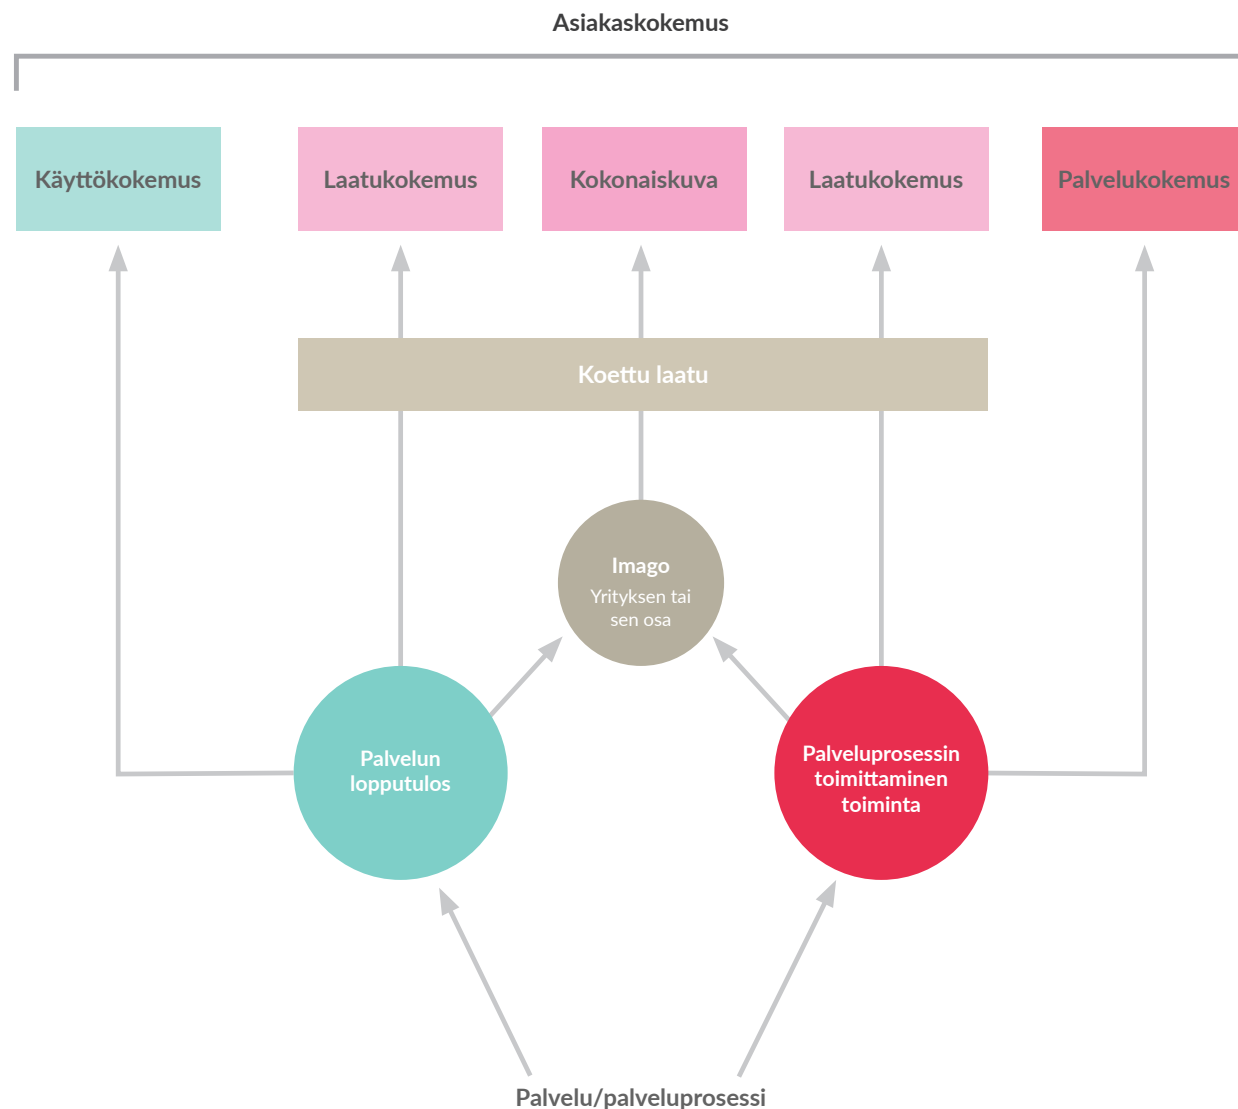 Asiakaskokemus
Käyttökokemus
Laatukokemus
Kokonaiskuva
Laatukokemus
Palvelukokemus
Koettu laatu
Imago
Yrityksen tai
sen osa
Palvelun
lopputulos
Palveluprosessin
toimittaminen
toiminta
Palvelu/palveluprosessi